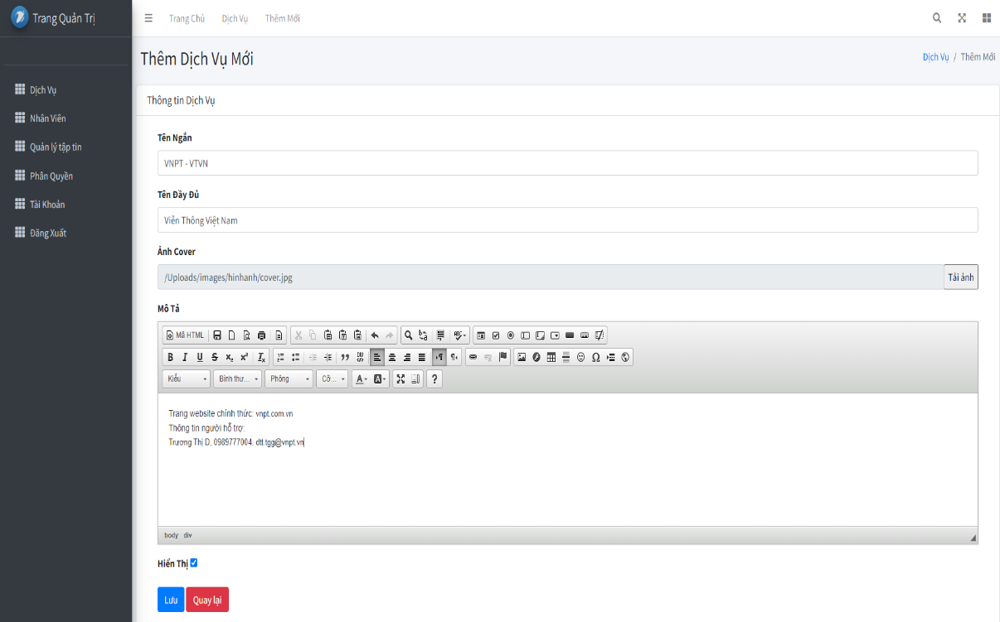 Trang Quản Trị
Trang Chủ Dịch Vụ Thêm Mới
Thêm Dịch Vụ Mới
Dịch Vụ / Thêm Mới
Dịch Vụ
Nhân Viên
Quản lý tập tin
Phân Quyền
Tài Khoản
Đăng Xuất
Thông tin Dịch Vụ
Tên Ngắn
VNPT - VTVN
Tên Đầy Đủ
Viễn Thông Việt Nam
Ảnh Cover
/Uploads/images/hinhanh/cover.jpg
Tải ảnh
Mô Tả
Mã HTML
B I U S x₂ x² Iₓ
Kiểu Bình thư... Phông Cỡ... A A ?
Trang website chính thức: vnpt.com.vn
Thông tin người hỗ trợ:
Trương Thị D, 0989777004, dtt.tgg@vnpt.vn
body div
Hiển Thị
Lưu Quay lại